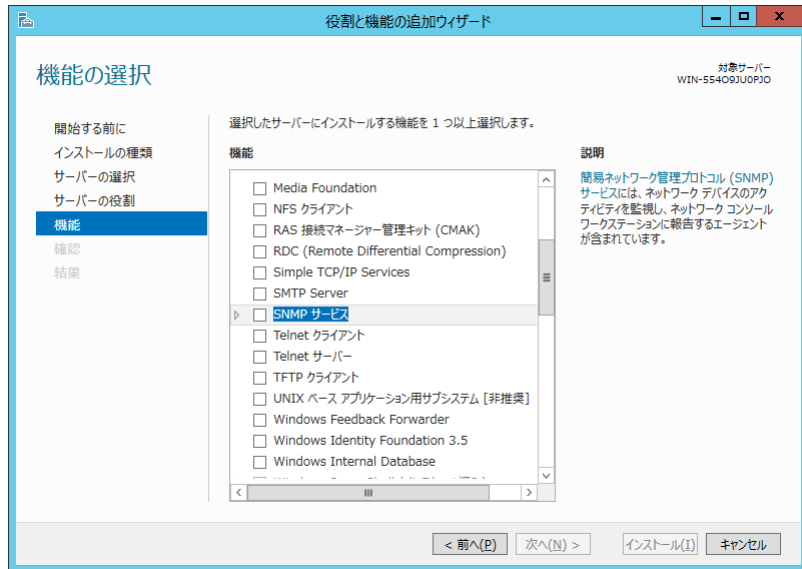 役割と機能の追加ウィザード
機能の選択
対象サーバー
WIN-55409JU0PJO
開始する前に
インストールの種類
サーバーの選択
サーバーの役割
機能
確認
結果
選択したサーバーにインストールする機能を 1 つ以上選択します。
機能
Media Foundation
NFS クライアント
RAS 接続マネージャー管理キット (CMAK)
RDC (Remote Differential Compression)
Simple TCP/IP Services
SMTP Server
SNMP サービス
Telnet クライアント
Telnet サーバー
TFTP クライアント
UNIX ベース アプリケーション用サブシステム [非推奨]
Windows Feedback Forwarder
Windows Identity Foundation 3.5
Windows Internal Database
説明
簡易ネットワーク管理プロトコル (SNMP)
サービスには、ネットワーク デバイスのアク
ティビティを監視し、ネットワーク コンソール
ワークステーションに報告するエージェント
が含まれています。
< 前へ(P)
次へ(N) >
インストール(I)
キャンセル